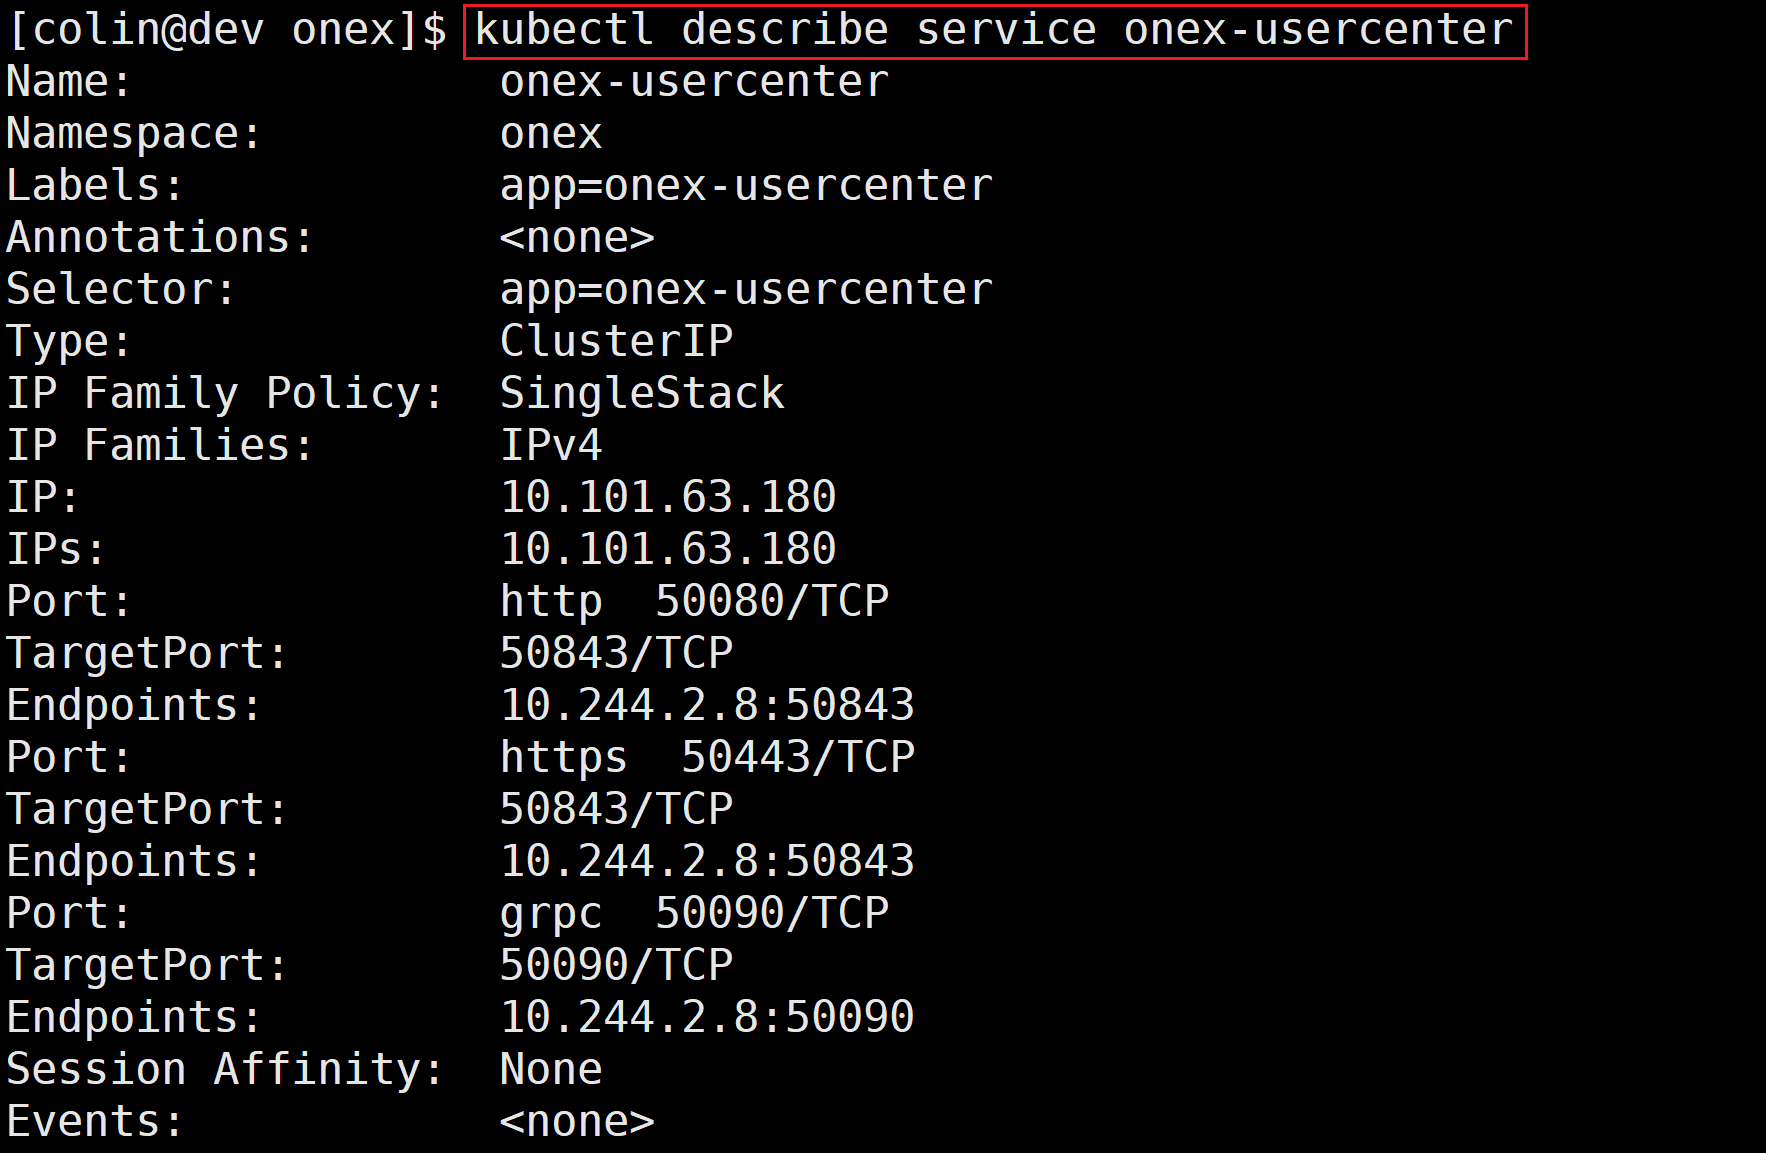 [colin@dev onex]$ kubectl describe service onex-usercenter
Name:              onex-usercenter
Namespace:         onex
Labels:            app=onex-usercenter
Annotations:       <none>
Selector:          app=onex-usercenter
Type:              ClusterIP
IP Family Policy:  SingleStack
IP Families:       IPv4
IP:                10.101.63.180
IPs:               10.101.63.180
Port:              http  50080/TCP
TargetPort:        50843/TCP
Endpoints:         10.244.2.8:50843
Port:              https  50443/TCP
TargetPort:        50843/TCP
Endpoints:         10.244.2.8:50843
Port:              grpc  50090/TCP
TargetPort:        50090/TCP
Endpoints:         10.244.2.8:50090
Session Affinity:  None
Events:            <none>